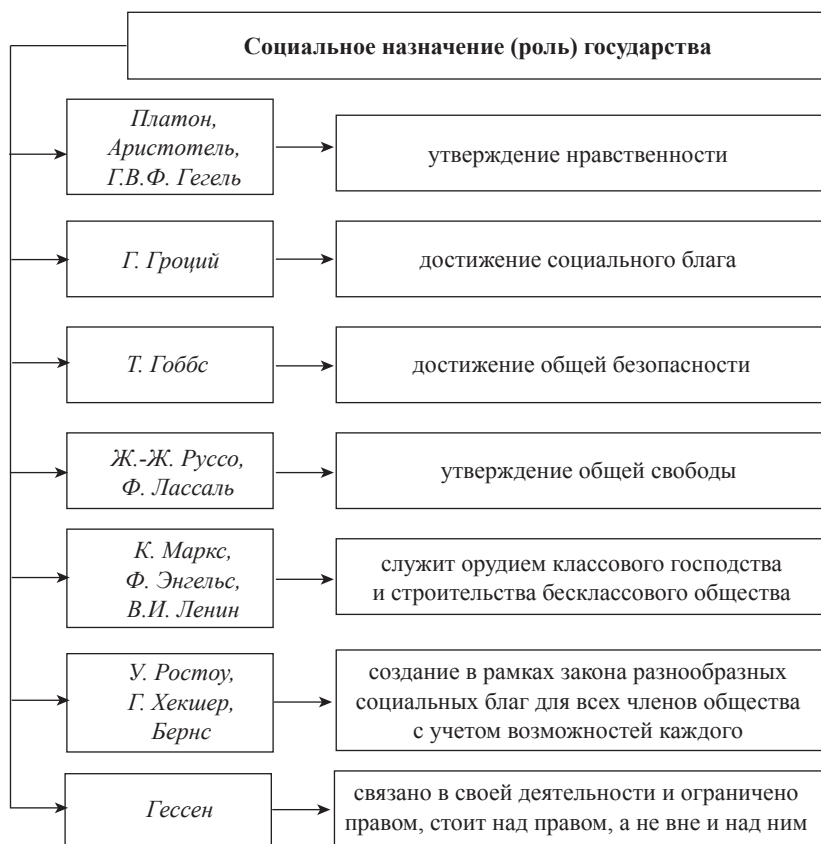 Социальное назначение (роль) государства
Платон,
Аристотель,
Г.В.Ф. Гегель
утверждение нравственности
Г. Гроций
достижение социального блага
Т. Гоббс
достижение общей безопасности
Ж.-Ж. Руссо,
Ф. Лассаль
утверждение общей свободы
К. Маркс,
Ф. Энгельс,
В.И. Ленин
служит орудием классового господства
и строительства бесклассового общества
У. Ростоу,
Г. Хекшер,
Бернс
создание в рамках закона разнообразных
социальных благ для всех членов общества
с учетом возможностей каждого
Гессен
связано в своей деятельности и ограничено
правом, стоит над правом, а не вне и над ним